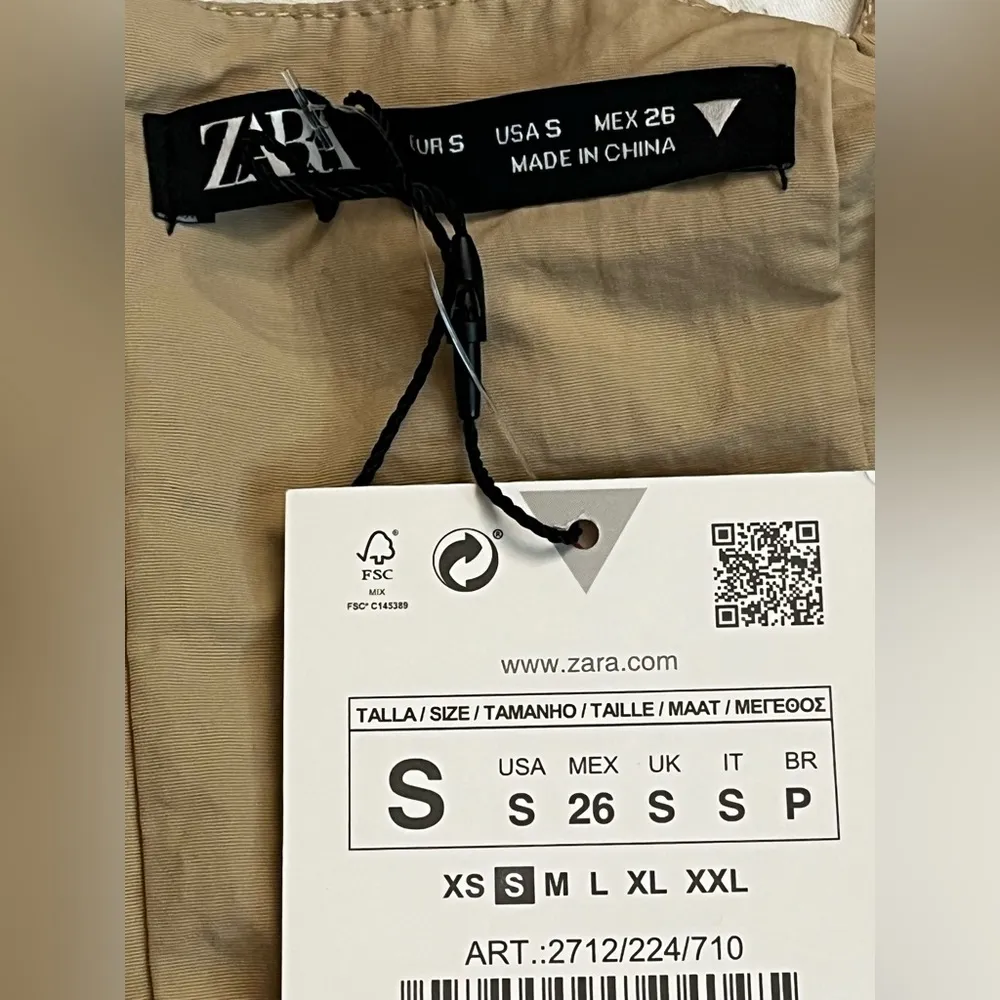 ZARA
EUR S USA S MEX 26
MADE IN CHINA
FSC®
MIX
FSC® C145389
®
www.zara.com
TALLA / SIZE / TAMANHO / TAILLE / MAAT / ΜΕΓΕΘΟΣ
S
USA MEX UK IT BR
S 26 S S P
XS S M L XL XXL
ART.:2712/224/710